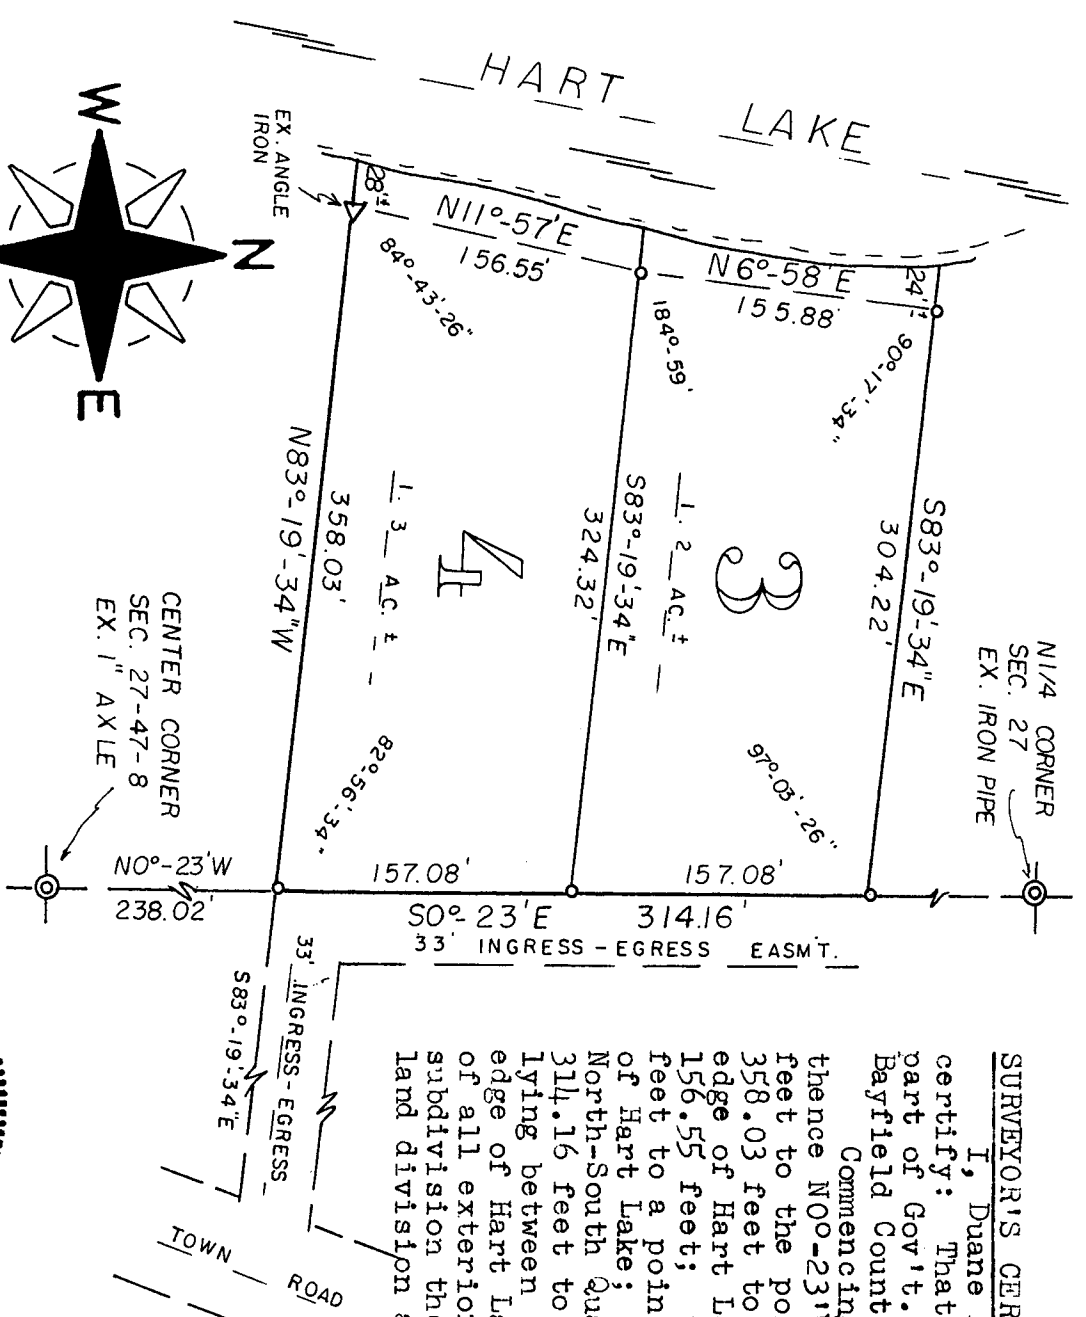 HART LAKE
W
N
E
EX. ANGLE
IRON
28'±
N11°-57'E
156.55'
84°-43'-26"
N6°-58'E
155.88'
24'±
184°-59'
90°-17'-34"
S83°-19'-34"E
304.22'
S83°-19'-34"E
324.32'
1.2 AC. ±
3
1.3 AC. ±
4
358.03'
N83°-19'-34"W
82°-56'-34"
97°-03'-26"
N1/4 CORNER
SEC. 27
EX. IRON PIPE
CENTER CORNER
SEC. 27-47-8
EX. 1" AXLE
N0°-23'W
238.02'
157.08'
157.08'
S0°-23'E 314.16'
33' INGRESS-EGRESS EASMT.
33' INGRESS-EGRESS
S83°-19'-34"E
TOWN ROAD
SURVEYOR'S CER
I, Duane
certify: That
part of Gov't.
Bayfield Count
Commencin
thence N0°-23'
feet to the po
358.03 feet to
edge of Hart L
156.55 feet;
feet to a poin
of Hart Lake;
North-South Qua
314.16 feet to
lying between
edge of Hart La
of all exterio
subdivision the
land division